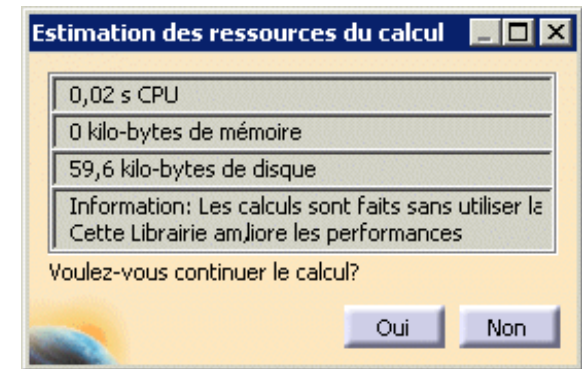 Estimation des ressources du calcul
0,02 s CPU
0 kilo-bytes de mémoire
59,6 kilo-bytes de disque
Information: Les calculs sont faits sans utiliser la
Cette Librairie am‚liore les performances
Voulez-vous continuer le calcul?
Oui
Non